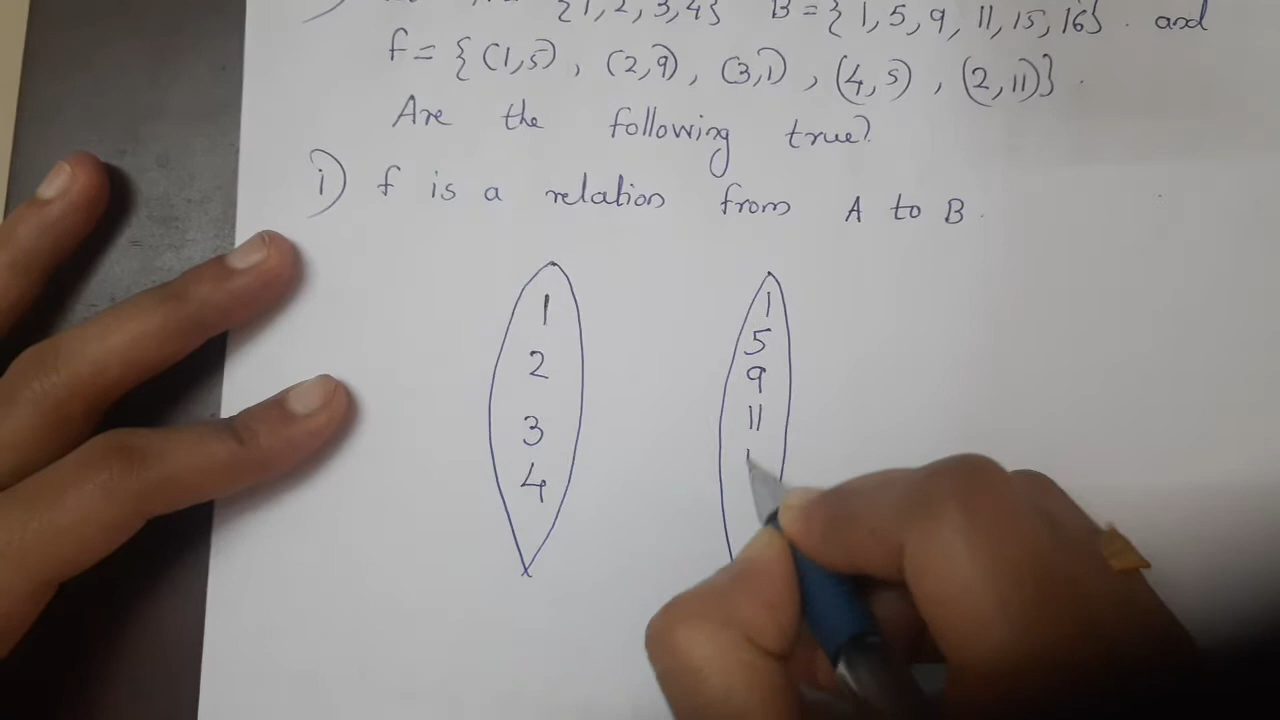 {1, 2, 3, 4} B = { 1, 5, 9, 11, 15, 16} . and
f = { (1,5) , (2,9) , (3,1) , (4,5) , (2,11)} .
Are the following true?
i) f is a relation from A to B.
1 1
2 5
3 9
4 11